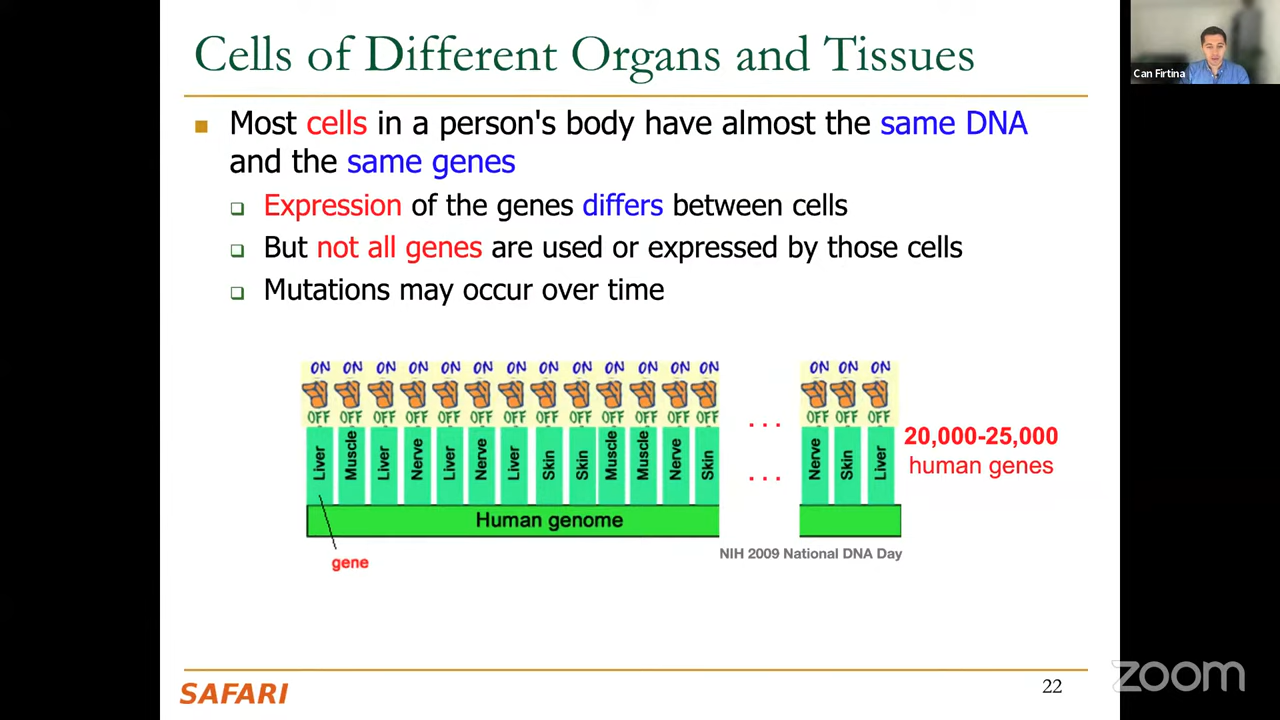 Cells of Different Organs and Tissues
Can Firtina
Most cells in a person's body have almost the same DNA
and the same genes
Expression of the genes differs between cells
But not all genes are used or expressed by those cells
Mutations may occur over time
ON ON ON ON ON ON ON ON ON ON ON ON ON ON ON ON
OFF OFF OFF OFF OFF OFF OFF OFF OFF OFF OFF OFF OFF OFF OFF OFF
... 
Liver Muscle Liver Nerve Liver Nerve Liver Skin Skin Muscle Muscle Nerve Skin ... Nerve Skin Liver
20,000-25,000
human genes
Human genome
NIH 2009 National DNA Day
gene
SAFARI
22
zoom